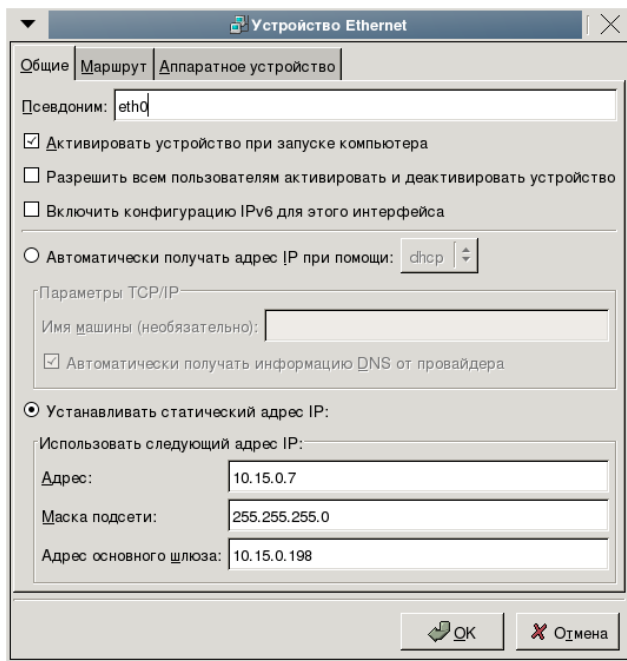 Устройство Ethernet
Общие Маршрут Аппаратное устройство
Псевдоним: eth0
Активировать устройство при запуске компьютера
Разрешить всем пользователям активировать и деактивировать устройство
Включить конфигурацию IPv6 для этого интерфейса
Автоматически получать адрес IP при помощи: dhcp
Параметры TCP/IP
Имя машины (необязательно):
Автоматически получать информацию DNS от провайдера
Устанавливать статический адрес IP:
Использовать следующий адрес IP:
Адрес: 10.15.0.7
Маска подсети: 255.255.255.0
Адрес основного шлюза: 10.15.0.198
OK Отмена